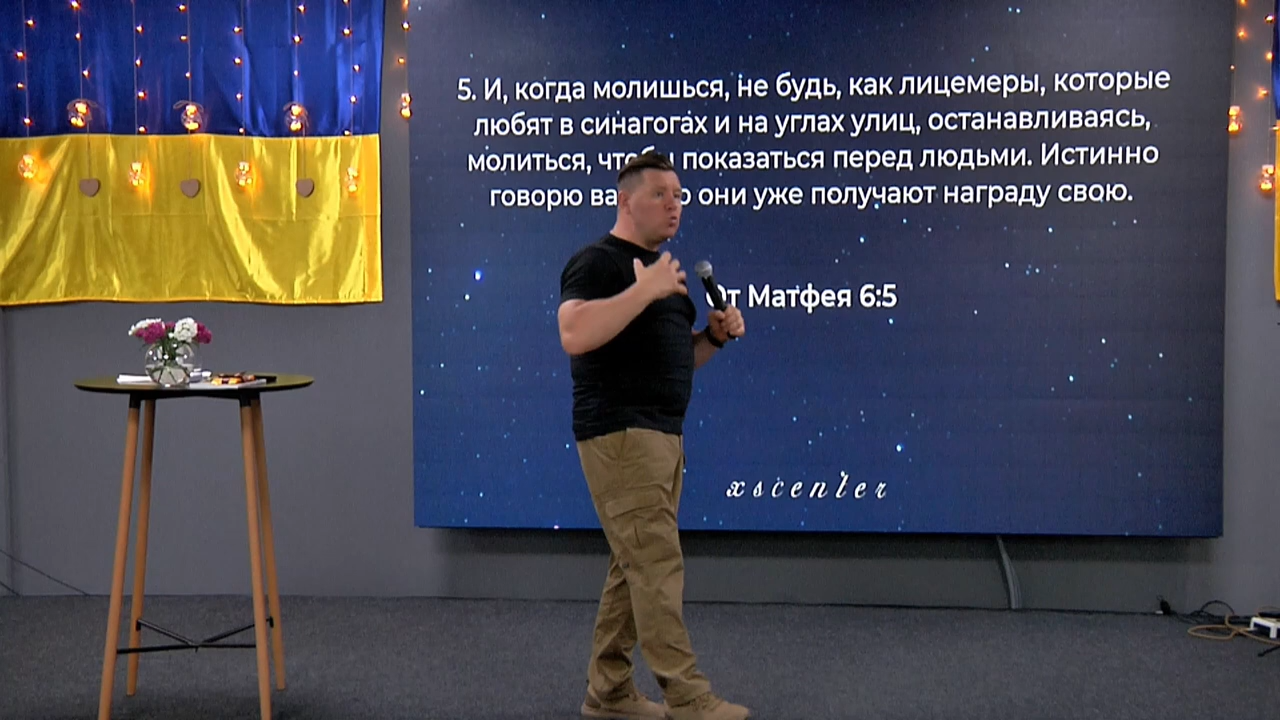 5. И, когда молишься, не будь, как лицемеры, которые
любят в синагогах и на углах улиц, останавливаясь,
молиться, показаться перед людьми. Истинно
говорю они уже получают награду свою.
От Матфея 6:5
xscenter